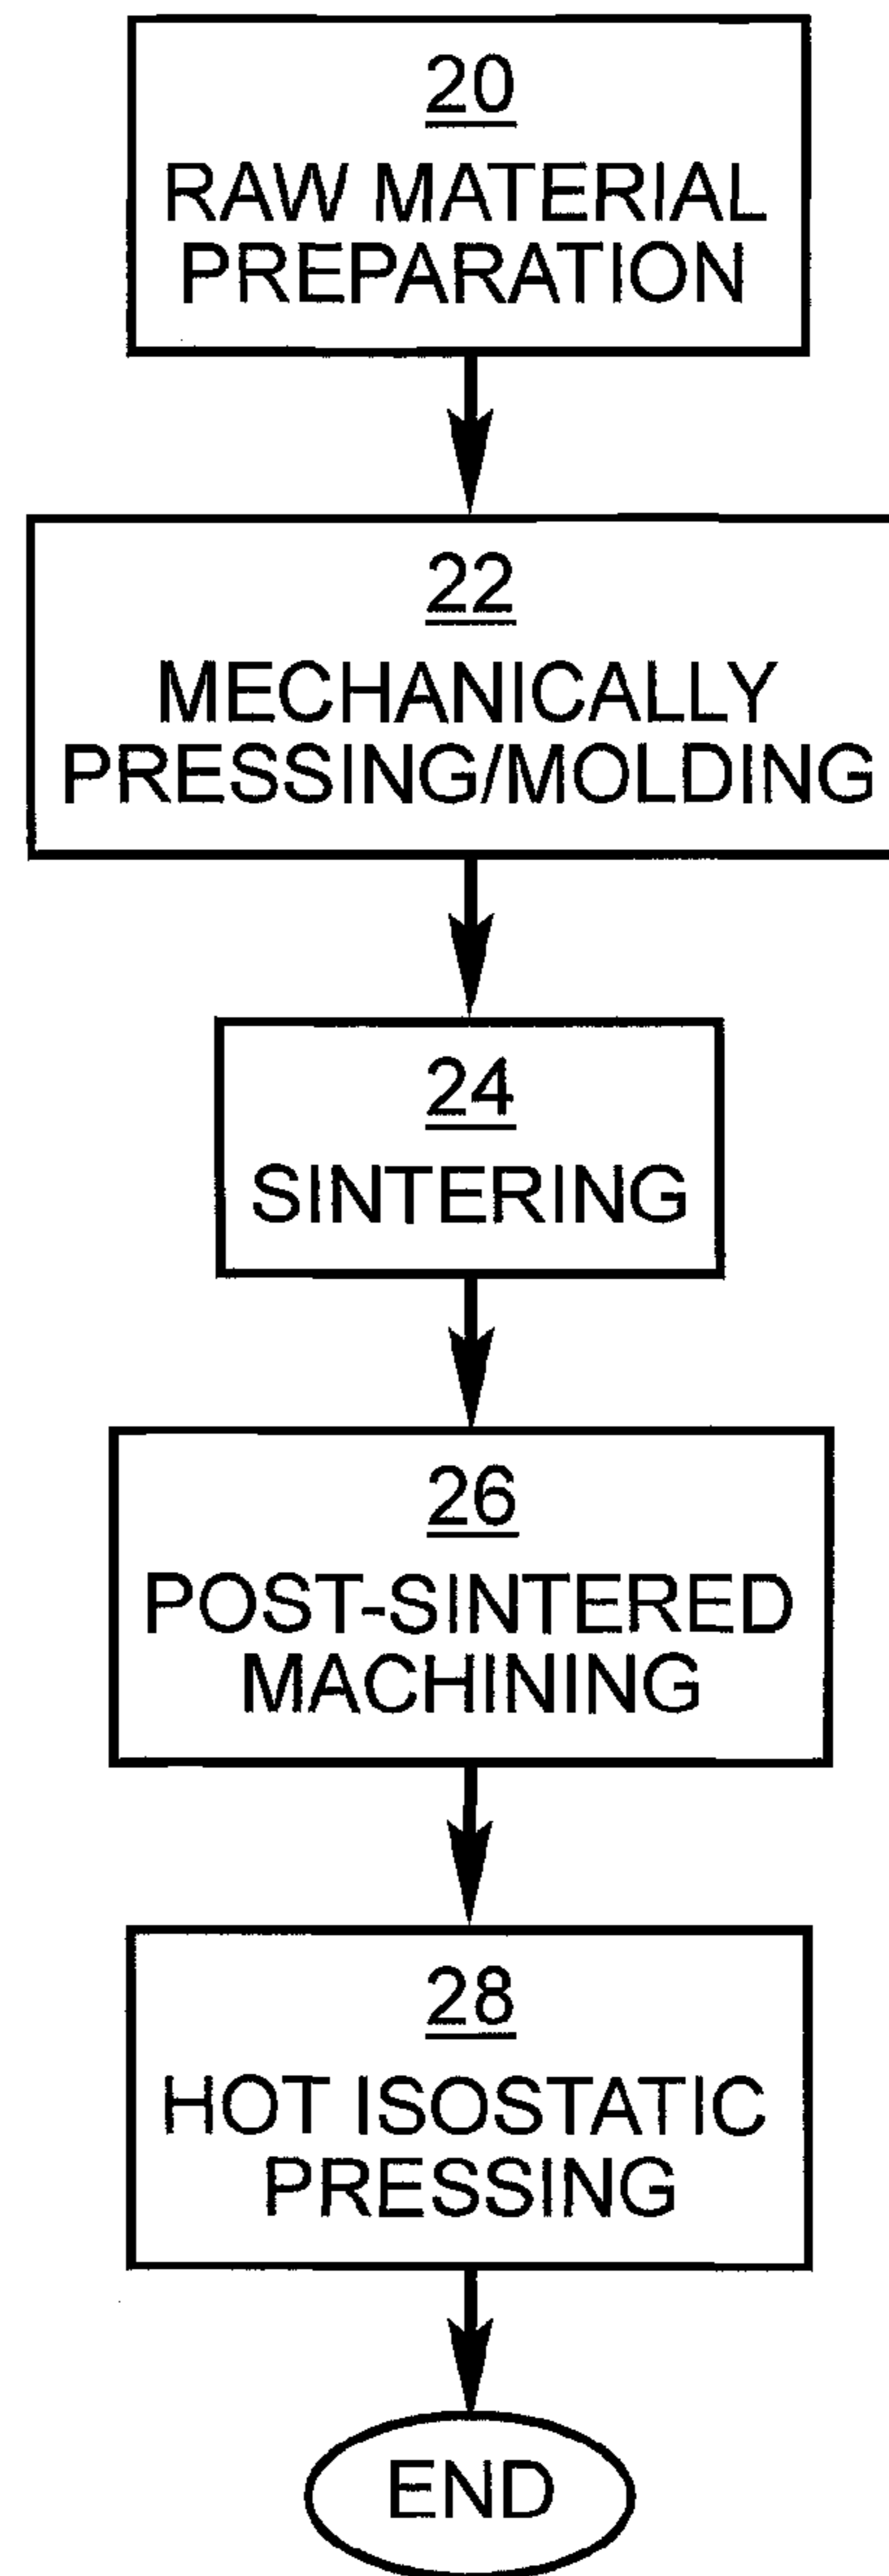 20
RAW MATERIAL
PREPARATION
22
MECHANICALLY
PRESSING/MOLDING
24
SINTERING
26
POST-SINTERED
MACHINING
28
HOT ISOSTATIC
PRESSING
END